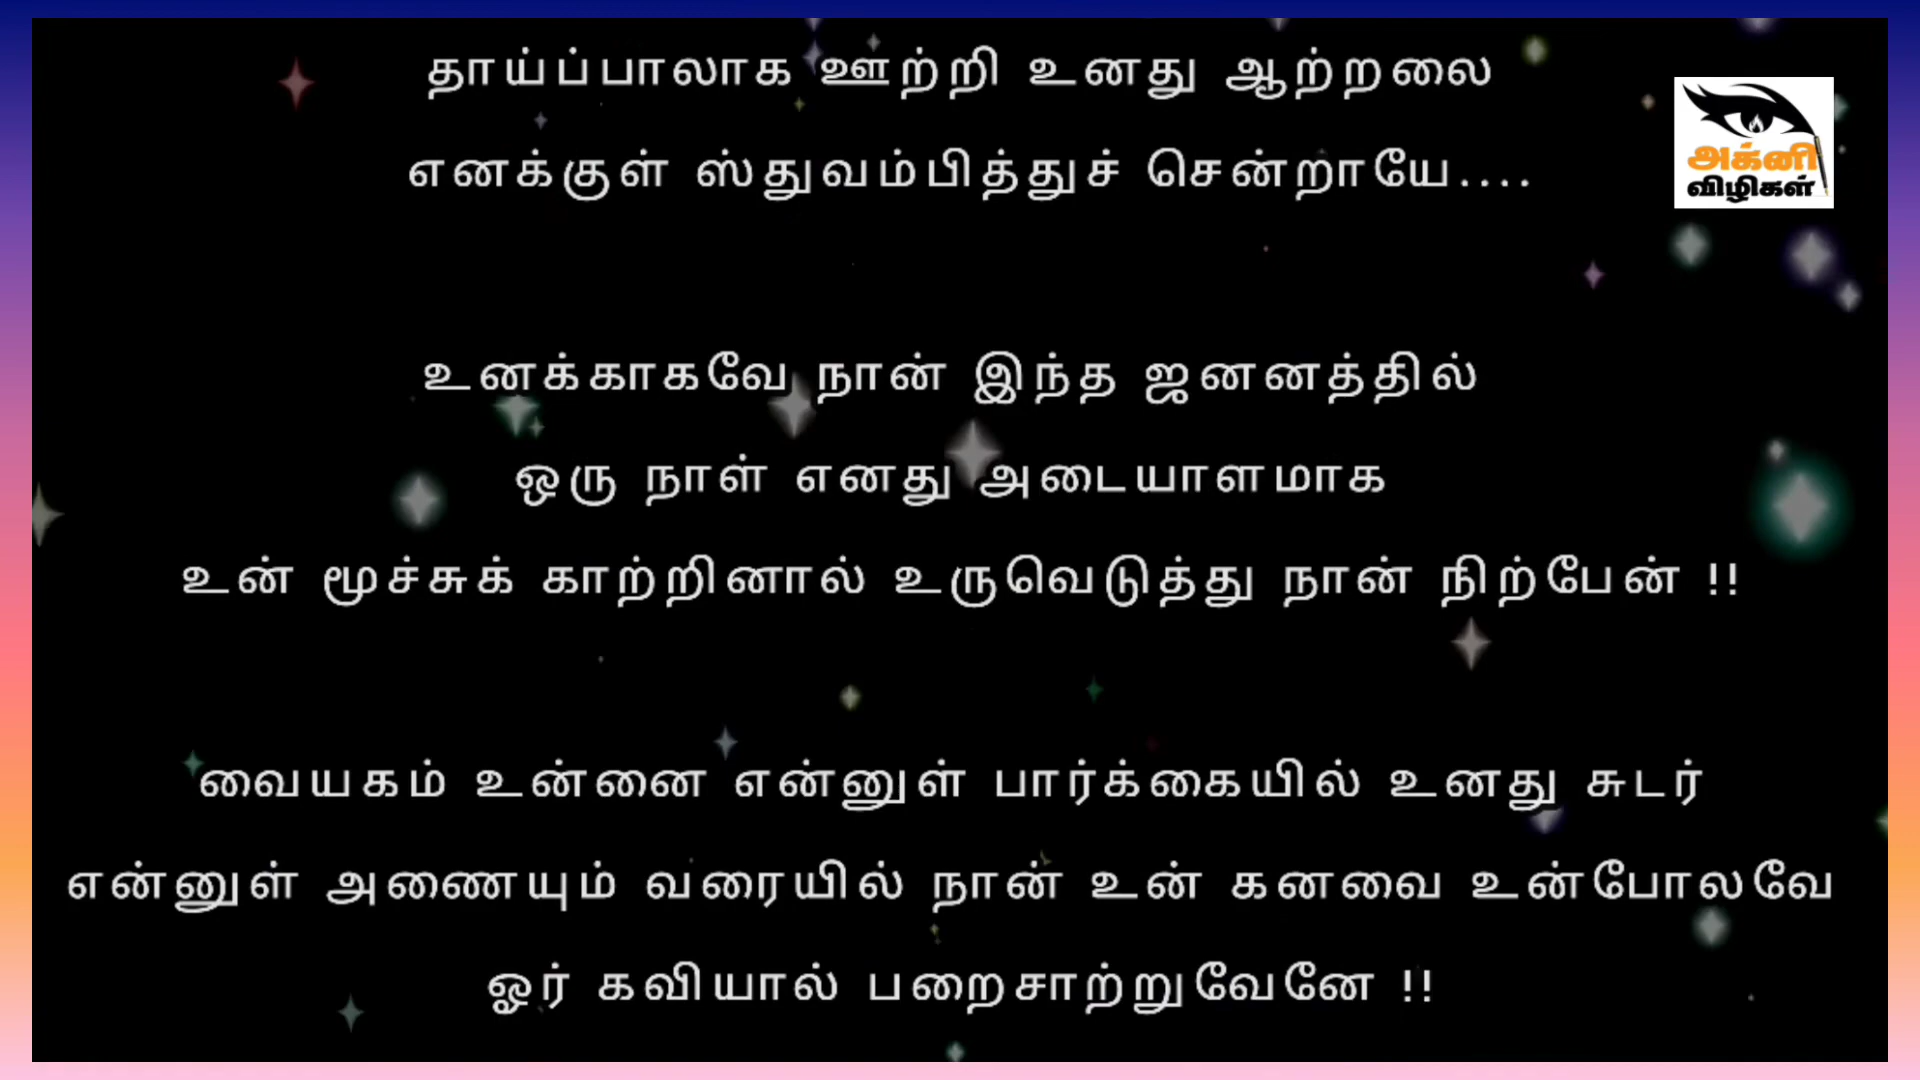 தாய்ப்பாலாக ஊற்றி உனது ஆற்றலை
எனக்குள் ஸ்துவம்பித்துச் சென்றாயே....
அக்னி
விழிகள்
உனக்காகவே நான் இந்த ஜனனத்தில்
ஒரு நாள் எனது அடையாளமாக
உன் மூச்சுக் காற்றினால் உருவெடுத்து நான் நிற்பேன் !!
வையகம் உன்னை என்னுள் பார்க்கையில் உனது சுடர்
என்னுள் அணையும் வரையில் நான் உன் கனவை உன்போலவே
ஓர் கவியால் பறைசாற்றுவேனே !!